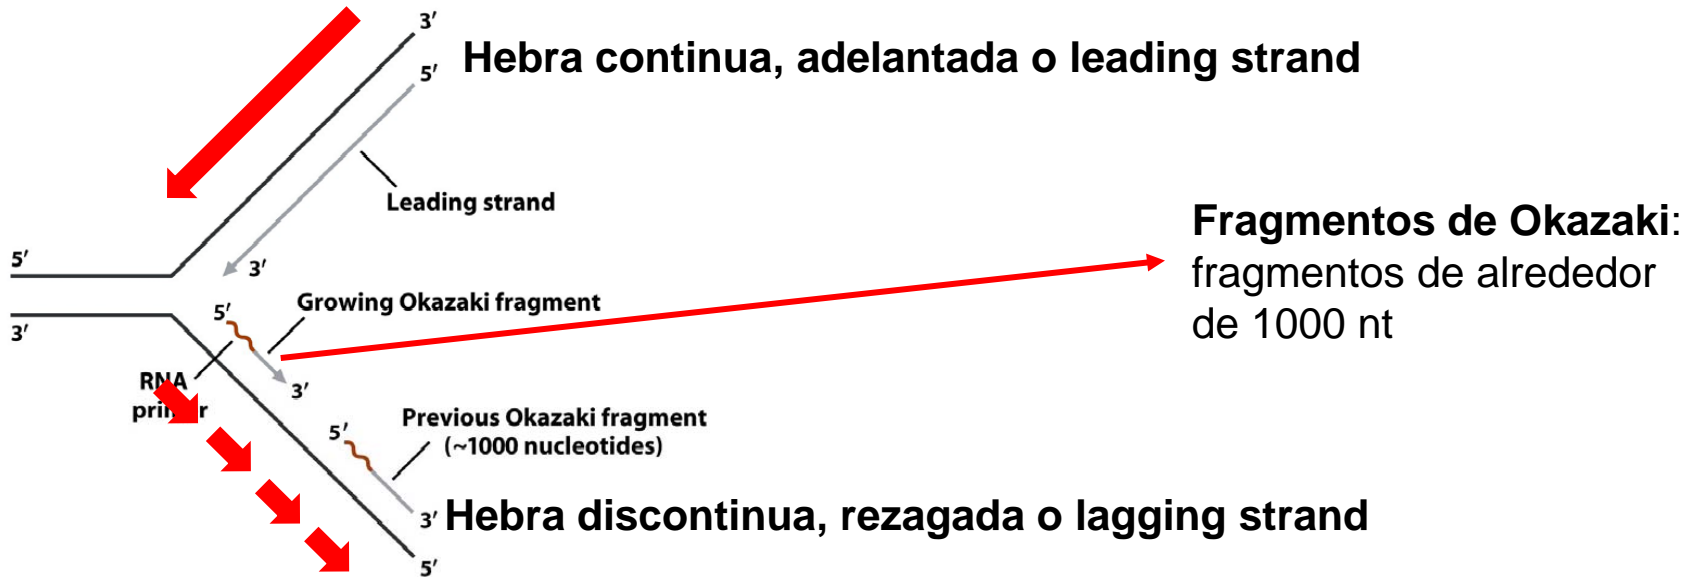 3′
Hebra continua, adelantada o leading strand
5′
Leading strand
Fragmentos de Okazaki:
fragmentos de alrededor
de 1000 nt
5′
3′
Growing Okazaki fragment
5′
3′
RNA
primer
3′
Previous Okazaki fragment
(~1000 nucleotides)
5′
3′
Hebra discontinua, rezagada o lagging strand
5′